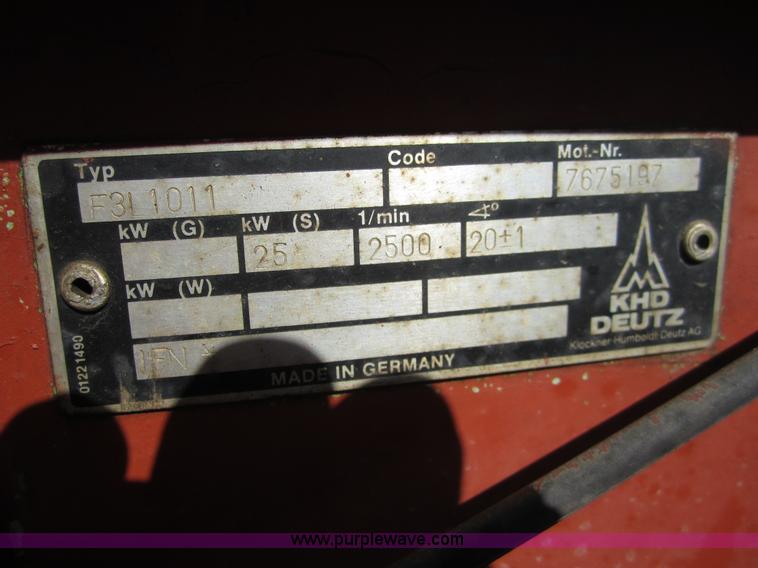 Typ Code Mot.-Nr.
F3L1011 7675197
kW (G) kW (S) 1/min ∢°
25 2500 20±1
kW (W)
KHD
DEUTZ
Klöckner-Humboldt-Deutz AG
01221490
MADE IN GERMANY
www.purplewave.com